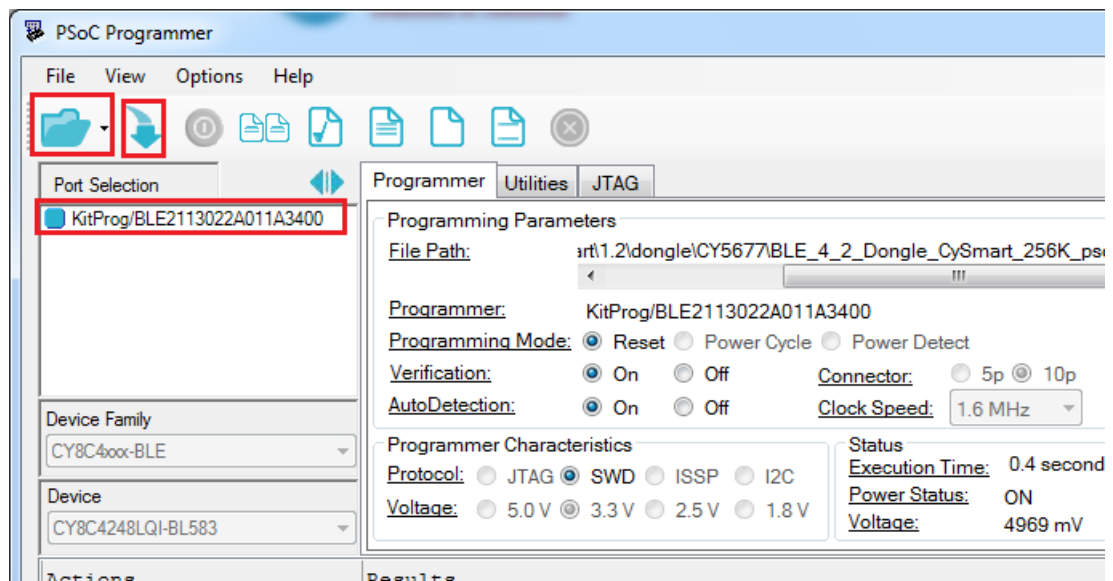 PSoC Programmer
File View Options Help
Port Selection
KitProg/BLE2113022A011A3400
Device Family
CY8C4xxx-BLE
Device
CY8C4248LQI-BL583
Programmer Utilities JTAG
Programming Parameters
File Path: art\1.2\dongle\CY5677\BLE_4_2_Dongle_CySmart_256K_pso
Programmer: KitProg/BLE2113022A011A3400
Programming Mode: Reset Power Cycle Power Detect
Verification: On Off Connector: 5p 10p
AutoDetection: On Off Clock Speed: 1.6 MHz
Programmer Characteristics
Protocol: JTAG SWD ISSP I2C
Voltage: 5.0 V 3.3 V 2.5 V 1.8 V
Status
Execution Time: 0.4 second
Power Status: ON
Voltage: 4969 mV
Actions Results